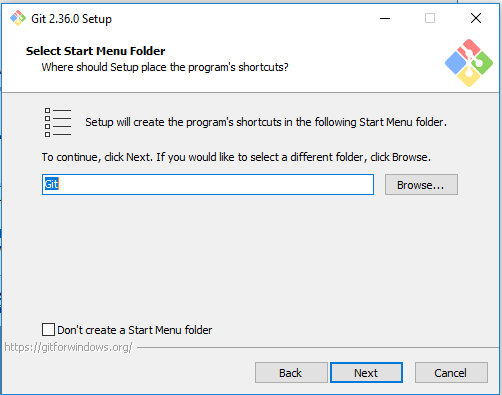 Git 2.36.0 Setup
Select Start Menu Folder
Where should Setup place the program's shortcuts?
Setup will create the program's shortcuts in the following Start Menu folder.
To continue, click Next. If you would like to select a different folder, click Browse.
Git
Browse...
Don't create a Start Menu folder
https://gitforwindows.org/
Back
Next
Cancel